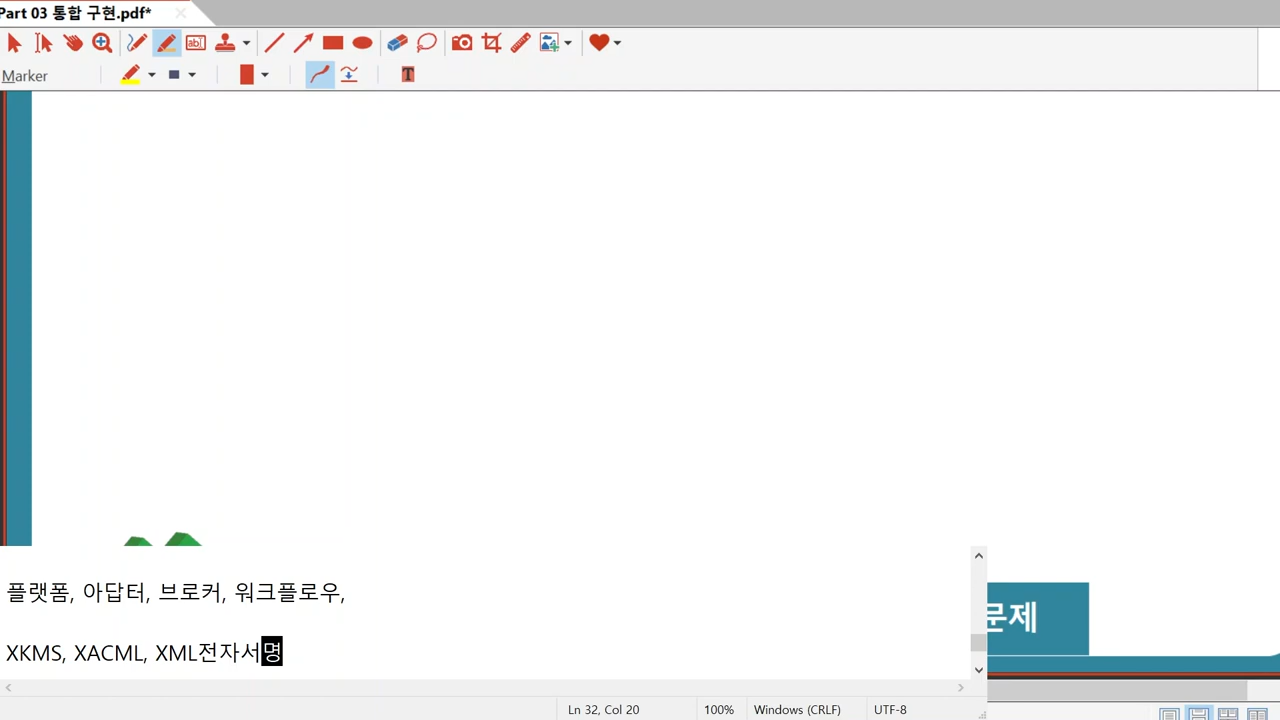 Part 03 통합 구현.pdf*
Marker
문제
플랫폼, 아답터, 브로커, 워크플로우,
XKMS, XACML, XML전자서명
Ln 32, Col 20
100%
Windows (CRLF)
UTF-8